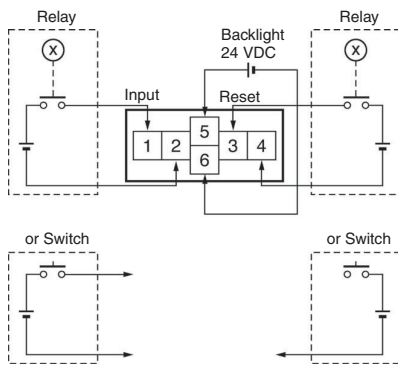 Relay
Backlight
24 VDC
Relay
X
X
Input
Reset
5
1 2
3 4
6
or Switch
or Switch